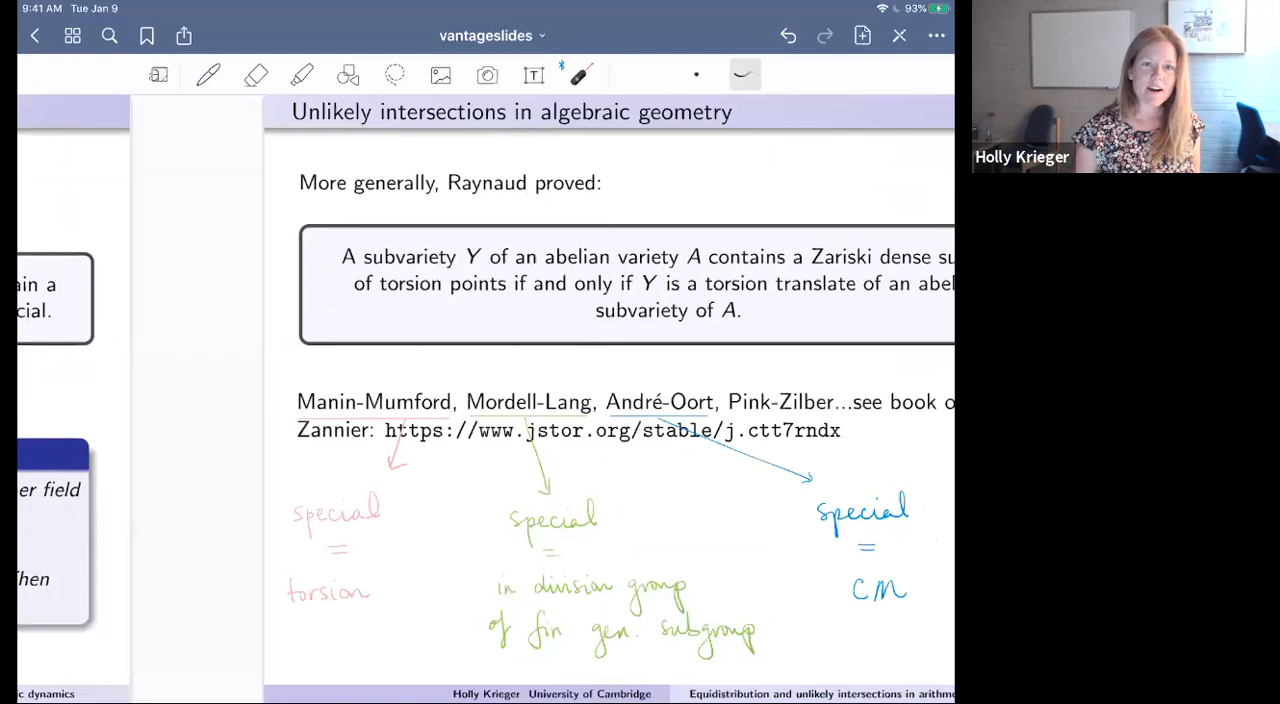 9:41 AM Tue Jan 9
93%
vantageslides
T
Unlikely intersections in algebraic geometry
Holly Krieger
More generally, Raynaud proved:
A subvariety Y of an abelian variety A contains a Zariski dense su
of torsion points if and only if Y is a torsion translate of an abel
subvariety of A.
ain a
cial.
Manin-Mumford, Mordell-Lang, André-Oort, Pink-Zilber...see book o
Zannier: https://www.jstor.org/stable/j.ctt7rndx
er field
hen
special
=
torsion
special
=
in division group
of fin gen. subgroup
special
=
CM
ic dynamics
Holly Krieger University of Cambridge
Equidistribution and unlikely intersections in arithm